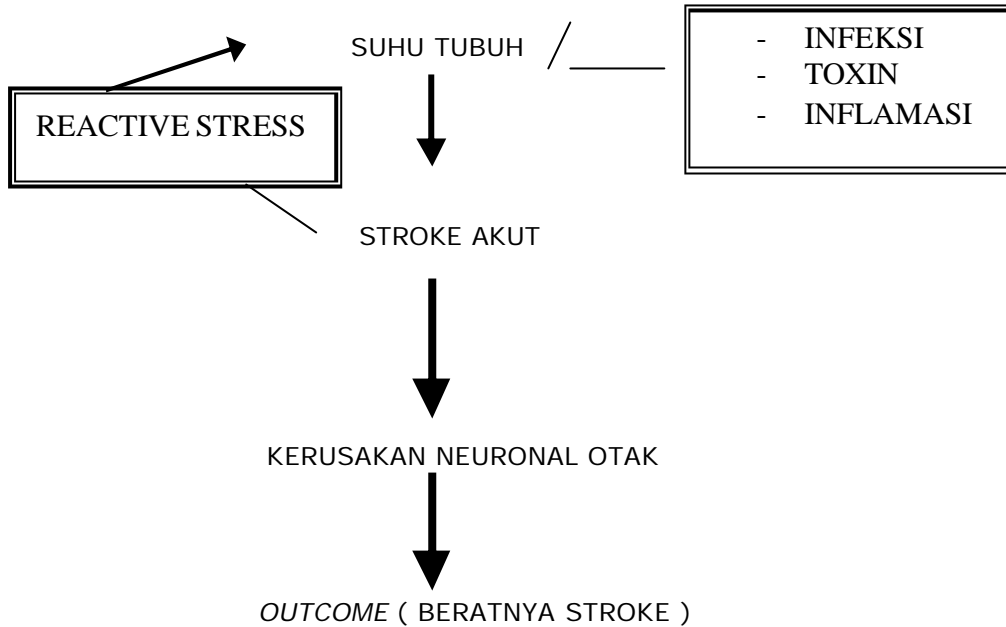 SUHU TUBUH
- INFEKSI
- TOXIN
- INFLAMASI
REACTIVE STRESS
STROKE AKUT
KERUSAKAN NEURONAL OTAK
OUTCOME ( BERATNYA STROKE )